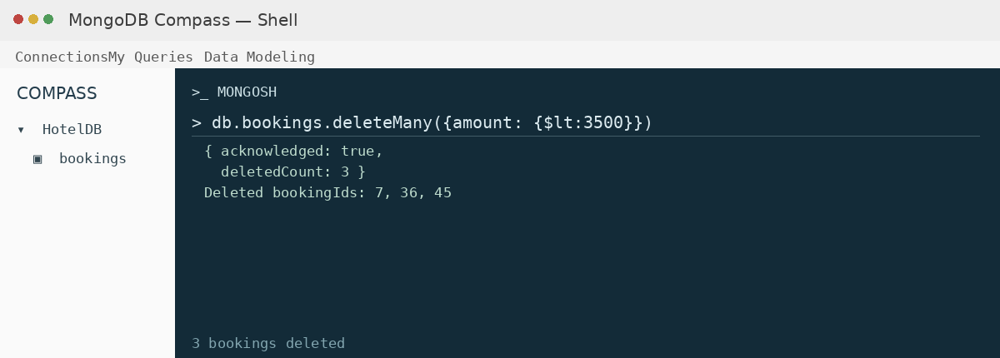 MongoDB Compass — Shell
ConnectionsMy Queries Data Modeling
COMPASS
▾ HotelDB
▣ bookings
>_ MONGOSH
> db.bookings.deleteMany({amount: {$lt:3500}})
{ acknowledged: true,
deletedCount: 3 }
Deleted bookingIds: 7, 36, 45
3 bookings deleted